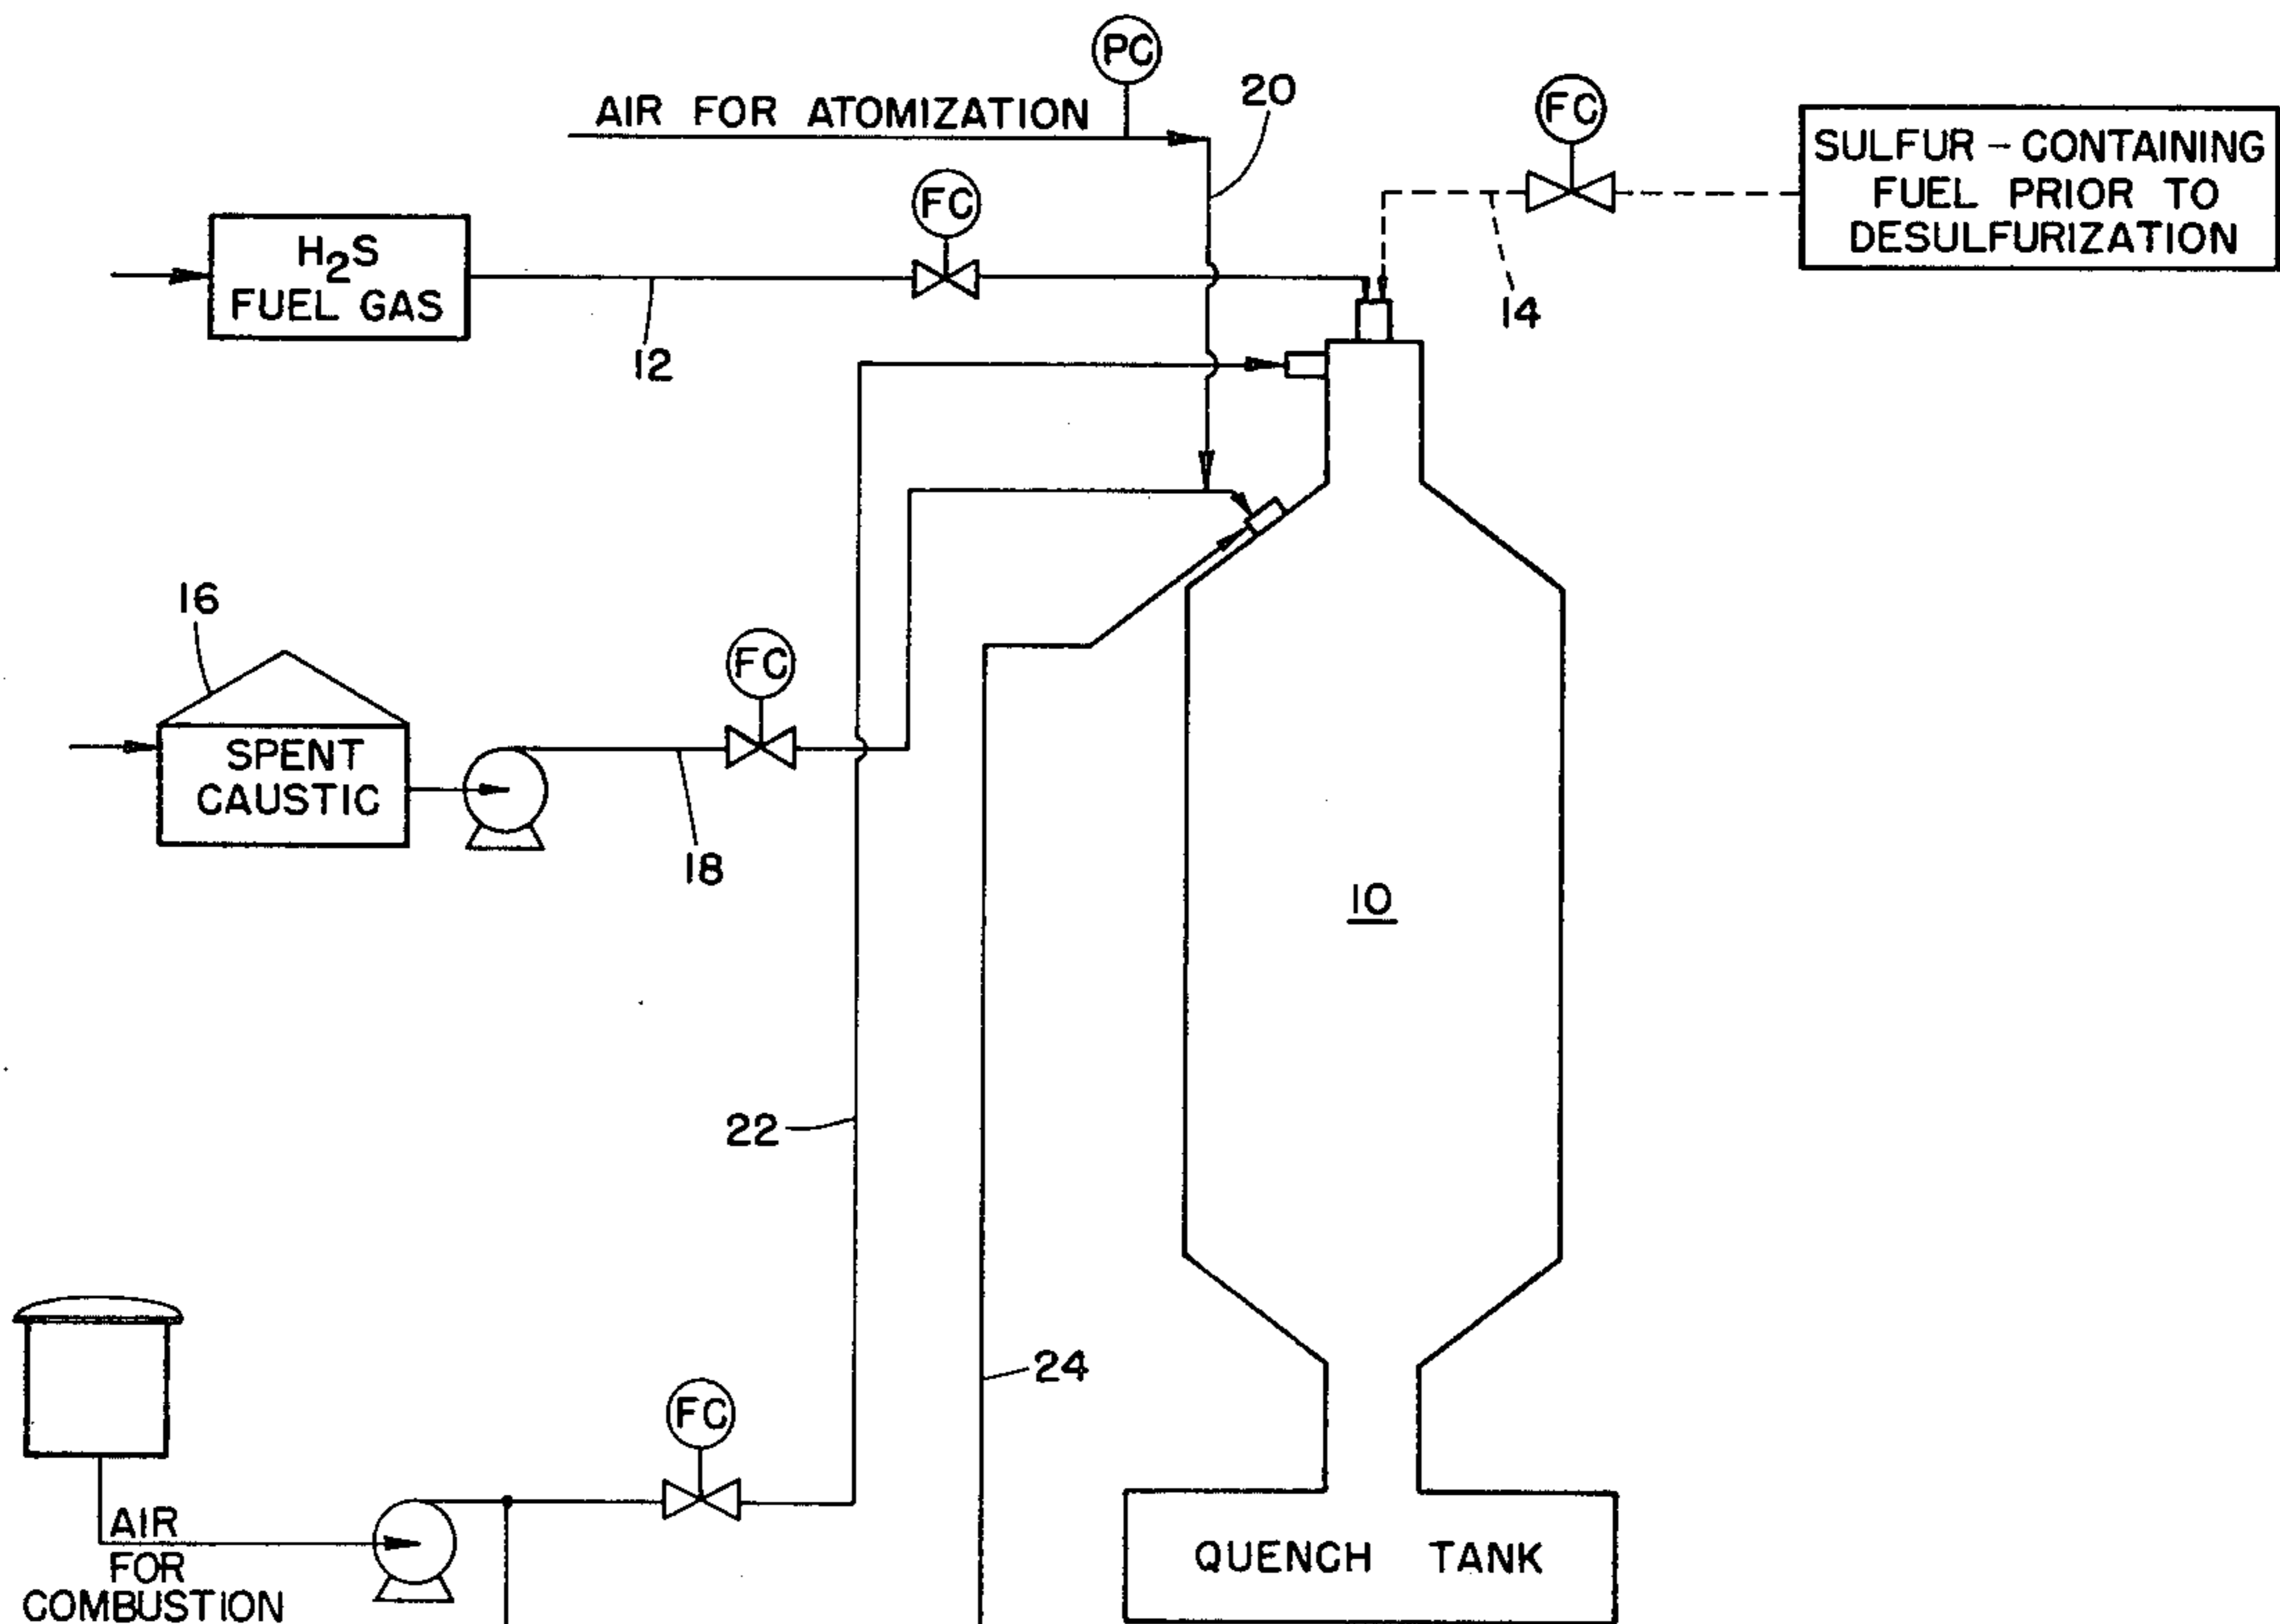 PC
AIR FOR ATOMIZATION
20
FC
SULFUR - CONTAINING
FUEL PRIOR TO
DESULFURIZATION
FC
H2S
FUEL GAS
12
14
16
FC
SPENT
CAUSTIC
18
10
22
24
FC
AIR
FOR
COMBUSTION
QUENCH TANK